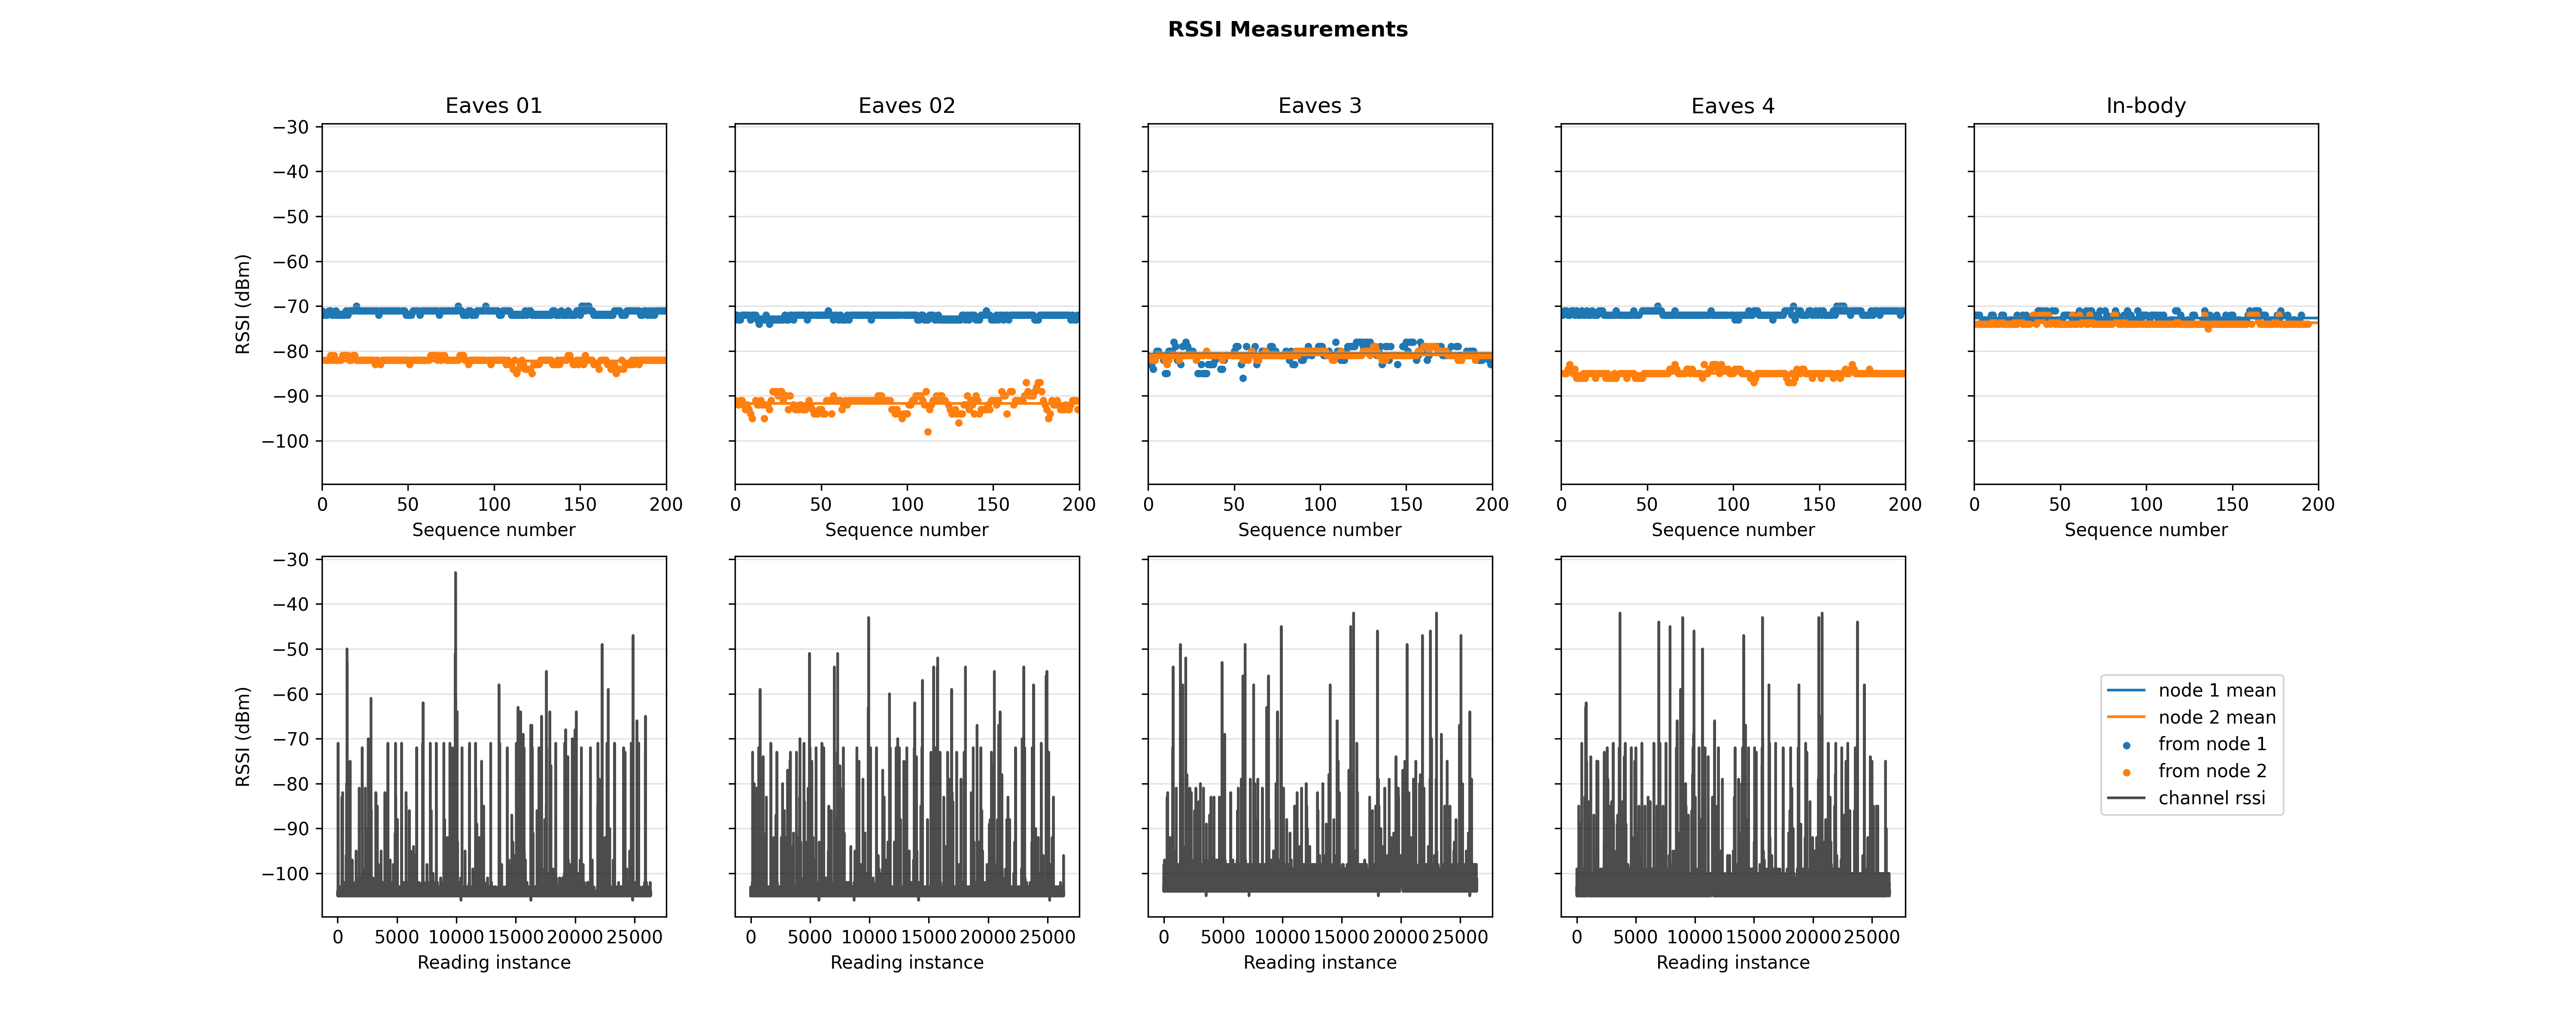 RSSI Measurements
Eaves 01 Eaves 02 Eaves 3 Eaves 4 In-body
RSSI (dBm)
−30
−40
−50
−60
−70
−80
−90
−100
0 50 100 150 200 0 50 100 150 200 0 50 100 150 200 0 50 100 150 200 0 50 100 150 200
Sequence number Sequence number Sequence number Sequence number Sequence number
RSSI (dBm)
−30
−40
−50
−60
−70
−80
−90
−100
0 5000 10000 15000 20000 25000 0 5000 10000 15000 20000 25000 0 5000 10000 15000 20000 25000 0 5000 10000 15000 20000 25000
Reading instance Reading instance Reading instance Reading instance
node 1 mean
node 2 mean
from node 1
from node 2
channel rssi